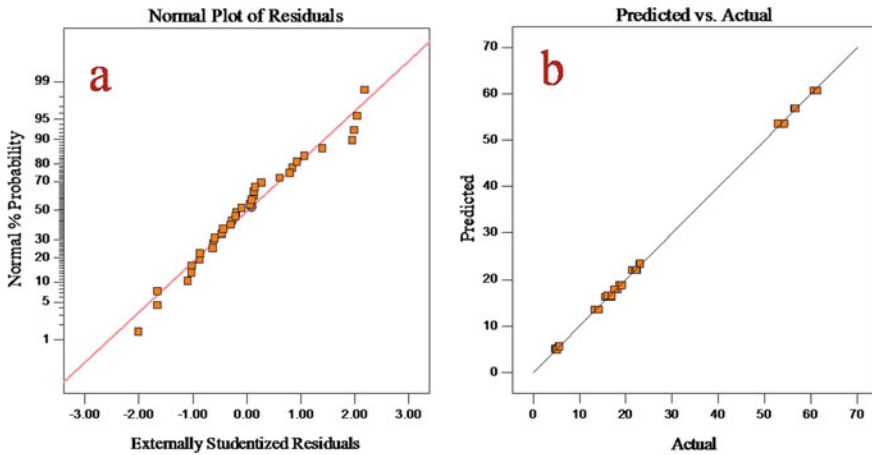 Normal Plot of Residuals
a
Normal % Probability
99
95
90
80
70
50
30
20
10
5
1
-3.00 -2.00 -1.00 0.00 1.00 2.00 3.00
Externally Studentized Residuals
Predicted vs. Actual
b
Predicted
70
60
50
40
30
20
10
0
0 10 20 30 40 50 60 70
Actual